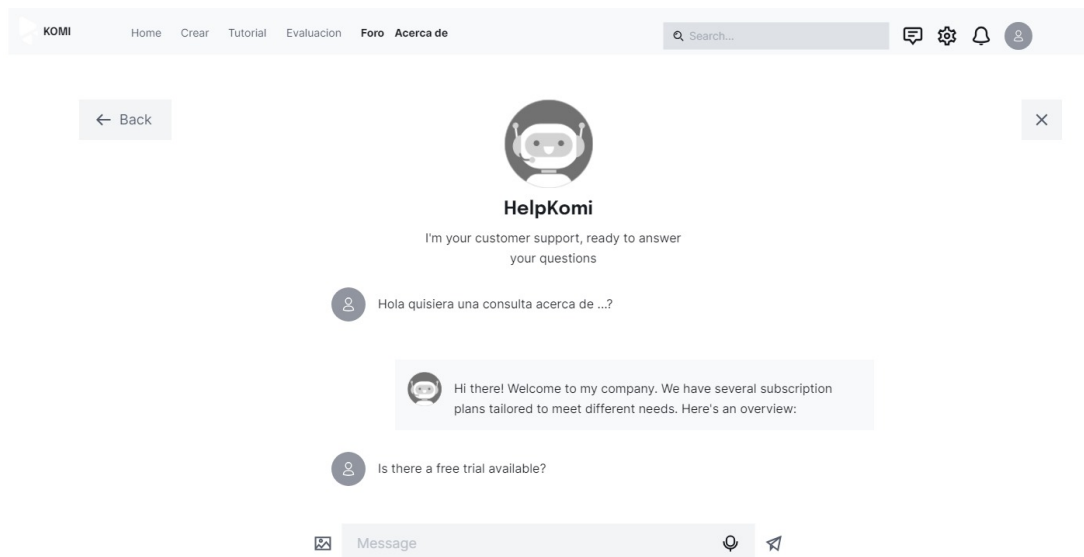 KOMI
Home Crear Tutorial Evaluacion Foro Acerca de
Search...
Back
HelpKomi
I'm your customer support, ready to answer
your questions
Hola quisiera una consulta acerca de ...?
Hi there! Welcome to my company. We have several subscription
plans tailored to meet different needs. Here's an overview:
Is there a free trial available?
Message